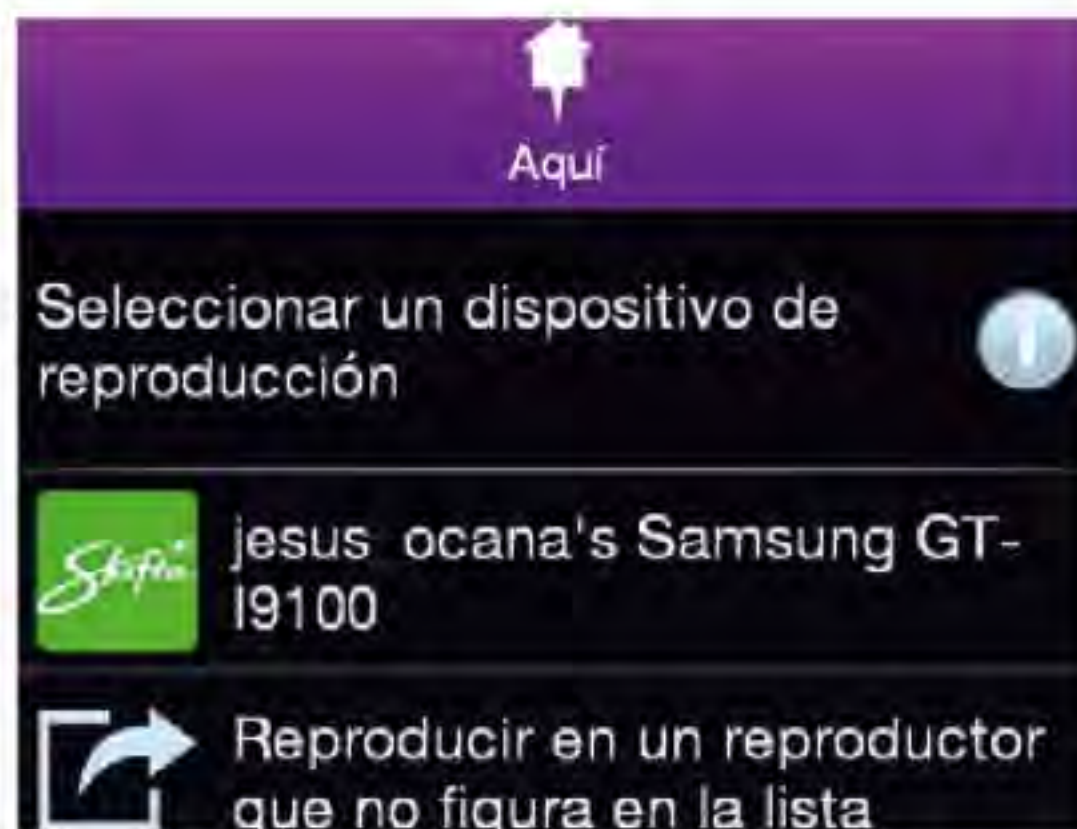 Aquí
Seleccionar un dispositivo de
reproducción
Skifta
jesus ocana's Samsung GT-
I9100
Reproducir en un reproductor
que no figura en la lista